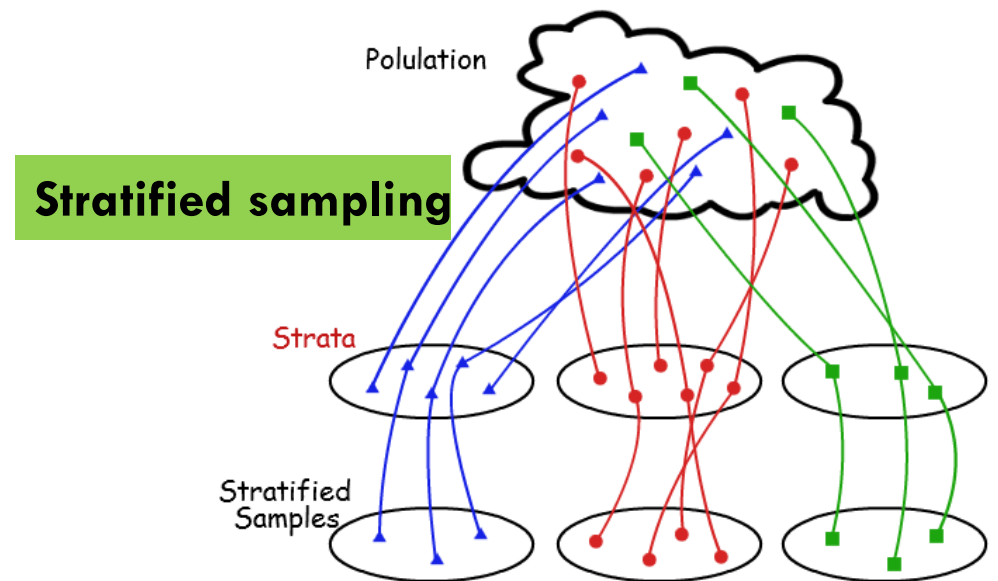 Polulation
Stratified sampling
Strata
Stratified
Samples